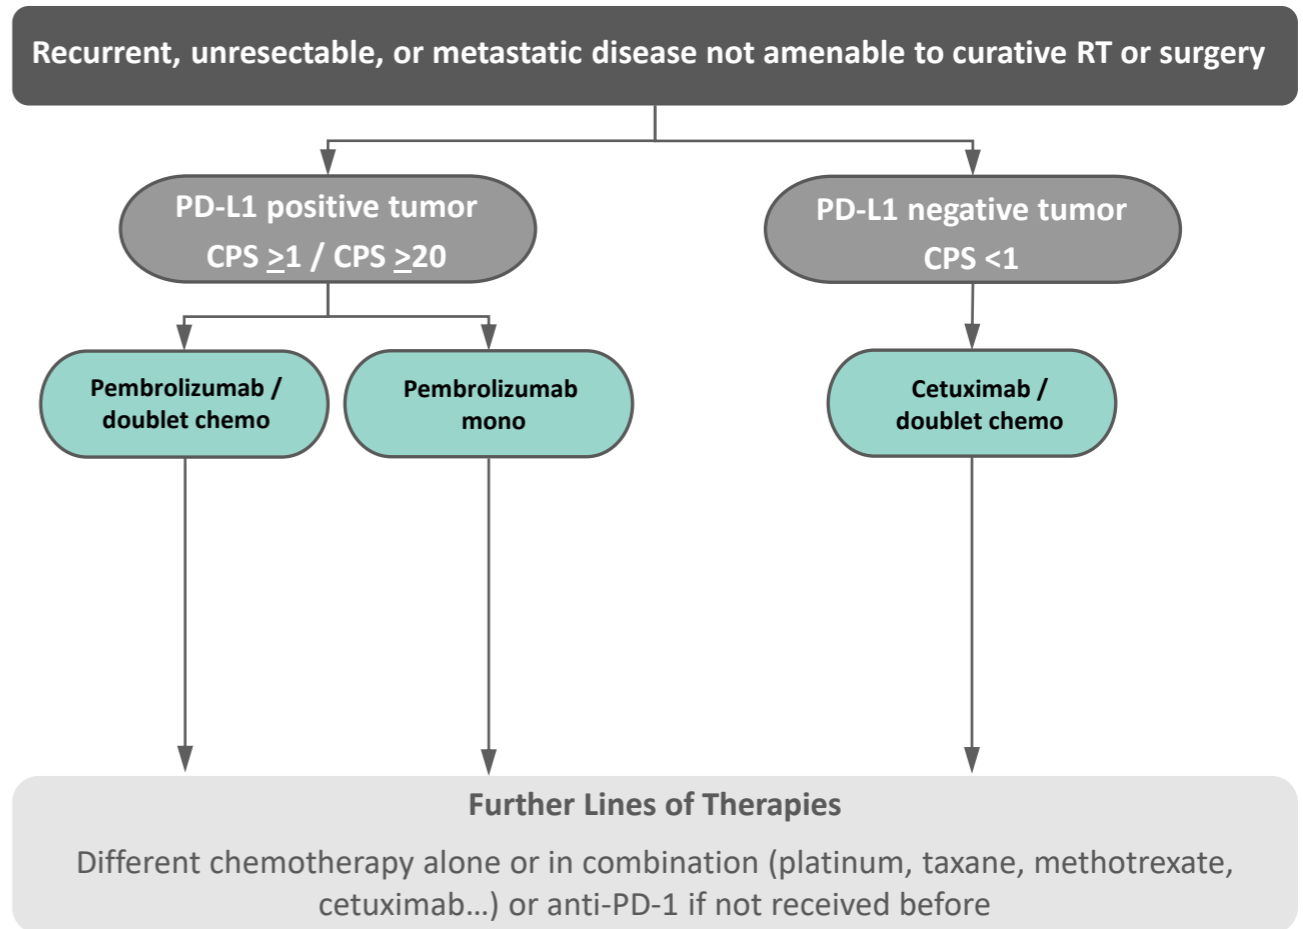 Recurrent, unresectable, or metastatic disease not amenable to curative RT or surgery
PD-L1 positive tumor
CPS ≥1 / CPS ≥20
PD-L1 negative tumor
CPS <1
Pembrolizumab /
doublet chemo
Pembrolizumab
mono
Cetuximab /
doublet chemo
Further Lines of Therapies
Different chemotherapy alone or in combination (platinum, taxane, methotrexate,
cetuximab…) or anti-PD-1 if not received before